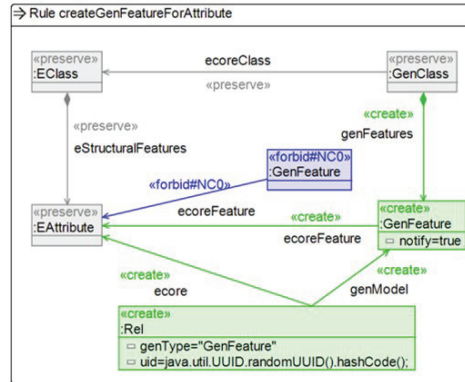 Rule createGenFeatureForAttribute
«preserve»
:EClass
ecoreClass
«preserve»
«preserve»
:GenClass
«preserve»
eStructuralFeatures
«create»
genFeatures
«forbid#NC0»
:GenFeature
«forbid#NC0»
ecoreFeature
«preserve»
:EAttribute
«create»
ecoreFeature
«create»
:GenFeature
notify=true
«create»
ecore
«create»
genModel
«create»
:Rel
genType="GenFeature"
uid=java.util.UUID.randomUUID().hashCode();